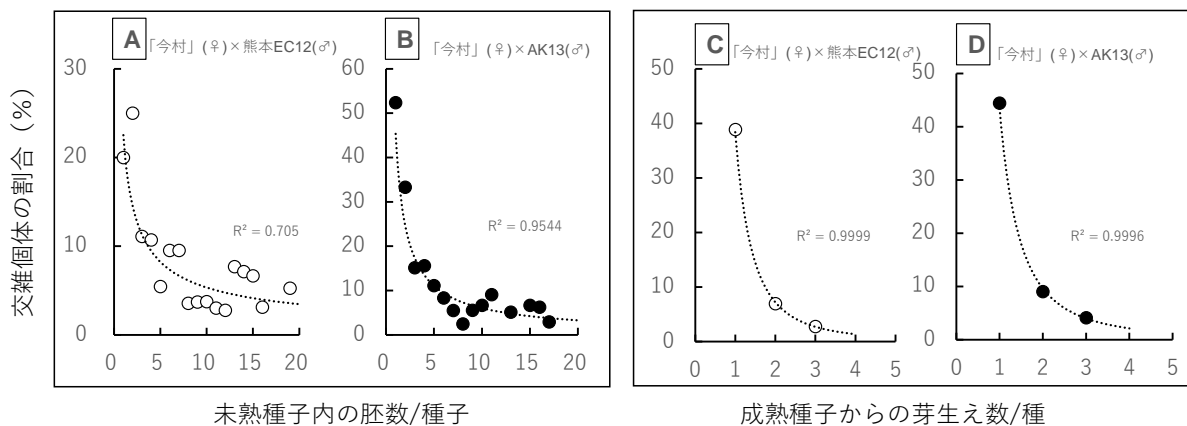 A 「今村」(♀)×熊本EC12(♂)
B 「今村」(♀)×AK13(♂)
C 「今村」(♀)×熊本EC12(♂)
D 「今村」(♀)×AK13(♂)
交雑個体の割合(%)
30
20
10
0
R² = 0.705
0 5 10 15 20
60
50
40
30
20
10
0
R² = 0.9544
0 5 10 15 20
未熟種子内の胚数/種子
50
40
30
20
10
0
R² = 0.9999
0 1 2 3 4 5
50
40
30
20
10
0
R² = 0.9996
0 1 2 3 4 5
成熟種子からの芽生え数/種